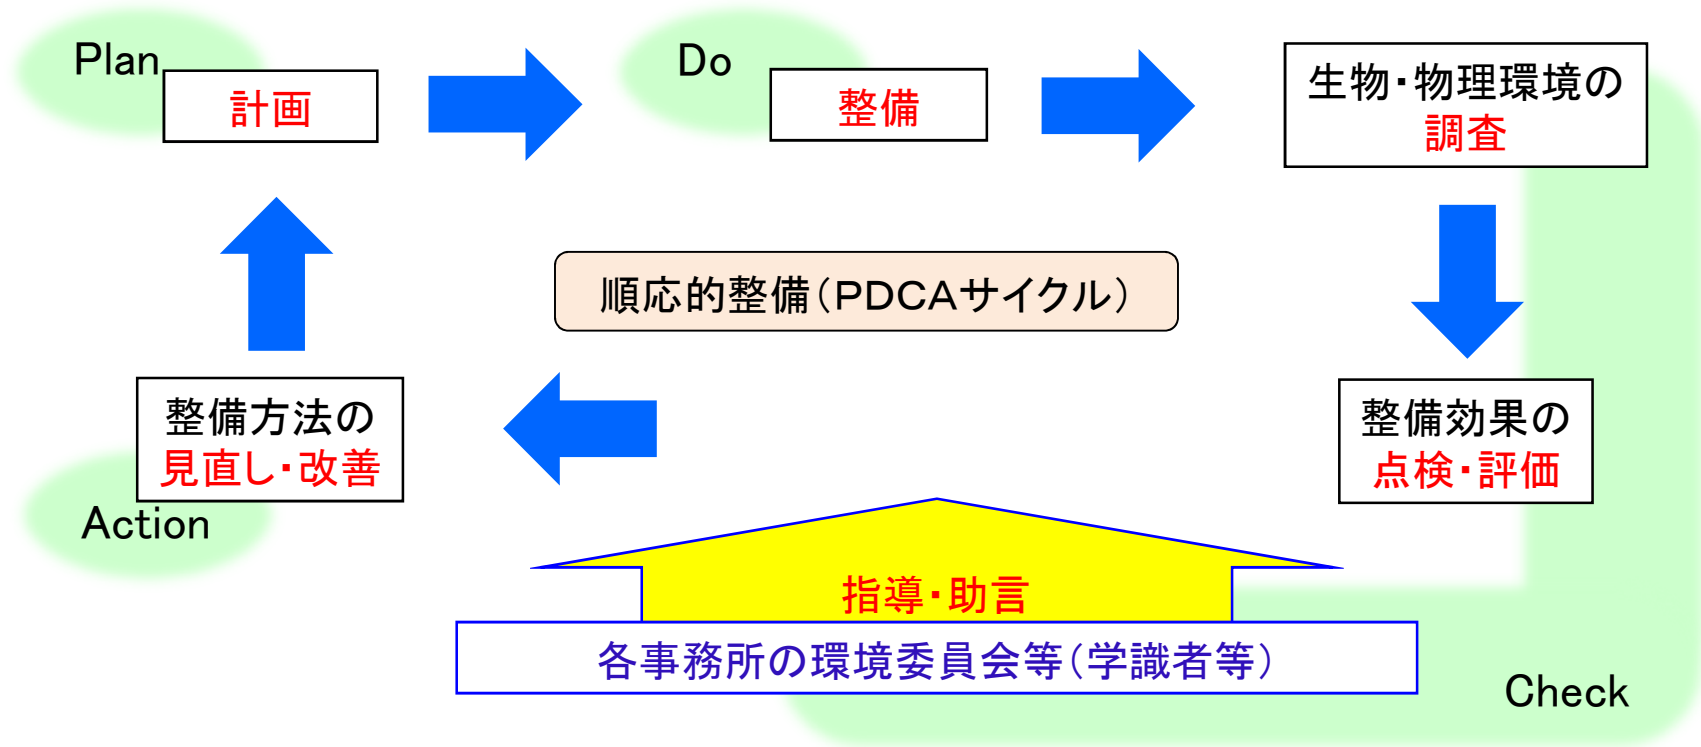 Plan
計画
Do
整備
生物・物理環境の
調査
順応的整備(PDCAサイクル)
整備方法の
見直し・改善
Action
整備効果の
点検・評価
指導・助言
各事務所の環境委員会等(学識者等)
Check